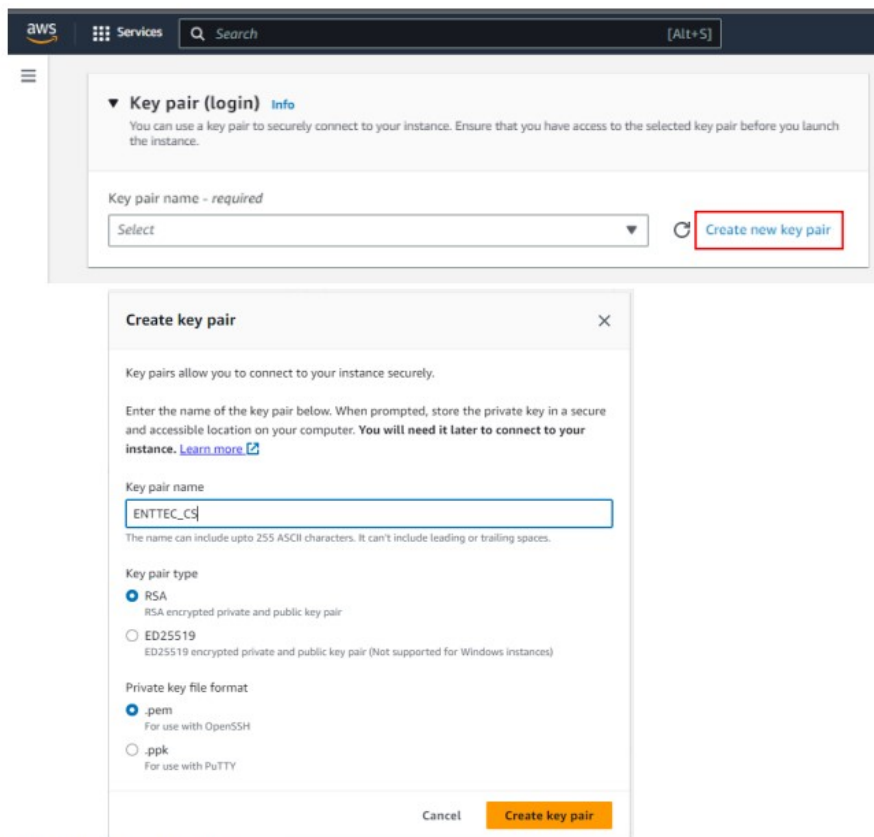 aws Services Search [Alt+S]
Key pair (login) Info
You can use a key pair to securely connect to your instance. Ensure that you have access to the selected key pair before you launch
the instance.
Key pair name - required
Select
Create new key pair
Create key pair
Key pairs allow you to connect to your instance securely.
Enter the name of the key pair below. When prompted, store the private key in a secure
and accessible location on your computer. You will need it later to connect to your
instance. Learn more
Key pair name
ENTTEC_CS
The name can include upto 255 ASCII characters. It can't include leading or trailing spaces.
Key pair type
RSA
RSA encrypted private and public key pair
ED25519
ED25519 encrypted private and public key pair (Not supported for Windows instances)
Private key file format
.pem
For use with OpenSSH
.ppk
For use with PuTTY
Cancel Create key pair